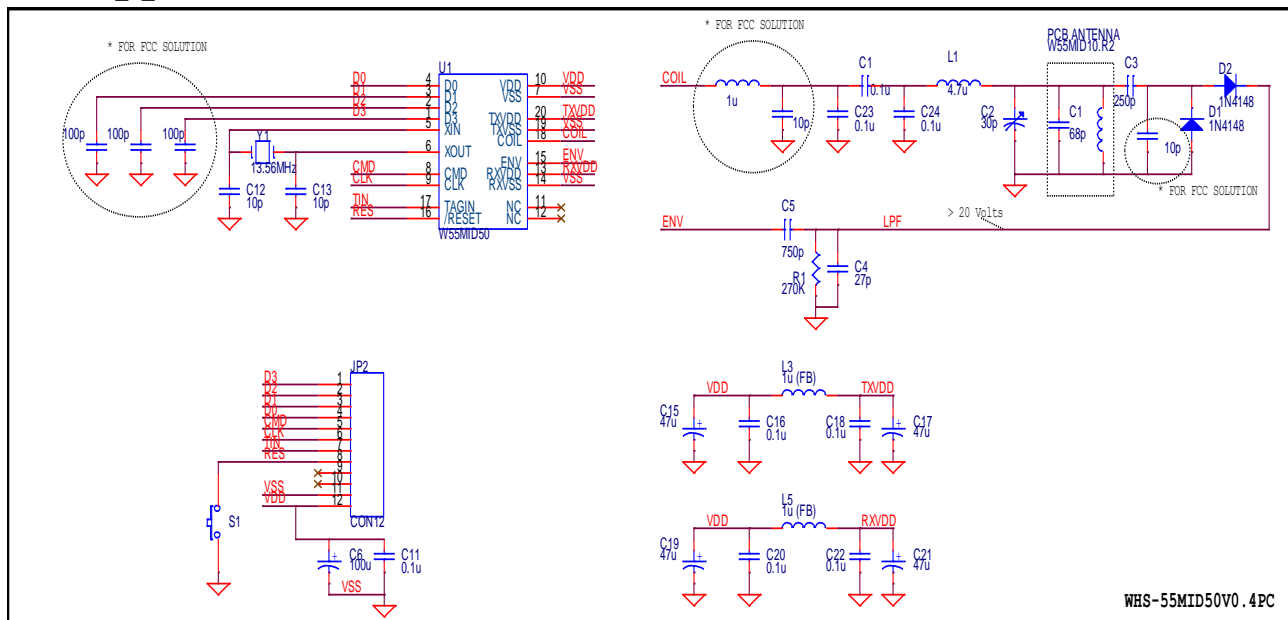 * FOR FCC SOLUTION
100p
100p
100p
D0
D1
D2
D3
4
3
2
1
5
6
8
9
17
16
U1
D0
D1
D2
D3
XIN
XOUT
CMD
CLK
TAGIN
/RESET
VDD
VSS
TXVDD
TXVSS
COIL
ENV
RXVDD
RXVSS
NC
NC
W55MID50
10
7
20
19
18
15
13
14
11
12
VDD
VSS
TXVDD
VSS
COIL
ENV
RXVDD
VSS
Y1
13.56MHz
C12
10p
C13
10p
CMD
CLK
TIN
RES
* FOR FCC SOLUTION
COIL
1u
10p
C1
0.1u
C23
0.1u
C24
0.1u
L1
4.7u
C2
30p
PCB ANTENNA
W55MID10.R2
C1
68p
C3
250p
10p
D2
1N4148
D1
1N4148
* FOR FCC SOLUTION
ENV
C5
750p
R1
270K
C4
27p
LPF
> 20 Volts
JP2
D3
D2
D1
D0
CMD
CLK
TIN
RES
VSS
VDD
1
2
3
4
5
6
7
8
9
10
11
12
CON12
S1
C6
100u
C11
0.1u
VSS
L3
1u (FB)
VDD
TXVDD
C15
47u
C16
0.1u
C18
0.1u
C17
47u
L5
1u (FB)
VDD
RXVDD
C19
47u
C20
0.1u
C22
0.1u
C21
47u
WHS-55MID50V0.4PC